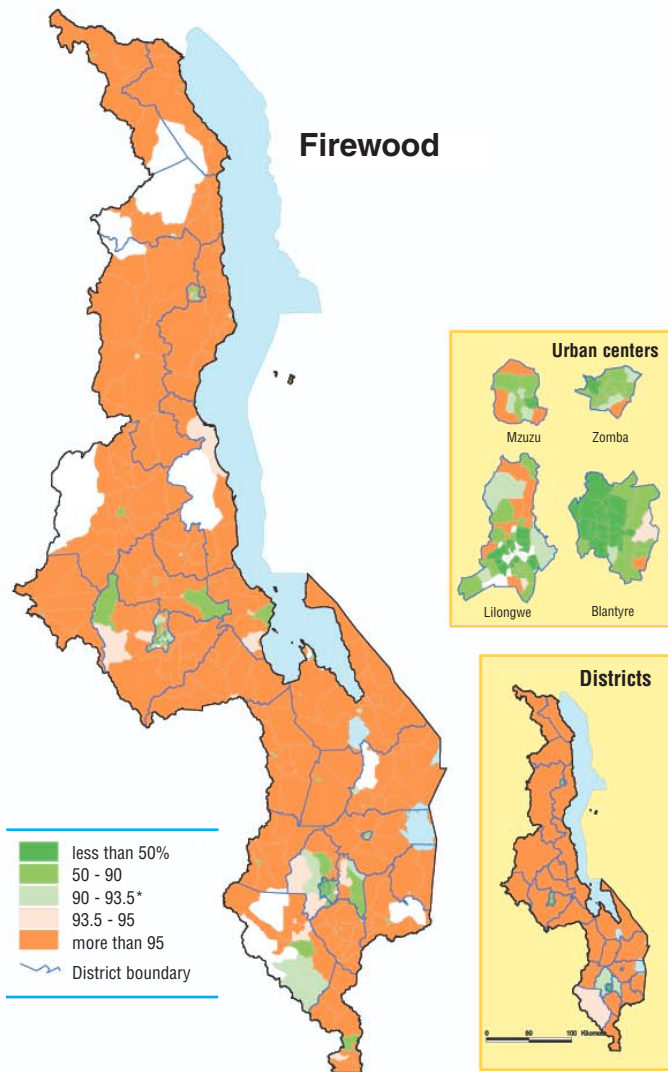 Firewood
Urban centers
Mzuzu
Zomba
Lilongwe
Blantyre
Districts
less than 50%
50 - 90
90 - 93.5*
93.5 - 95
more than 95
District boundary
0 50 100